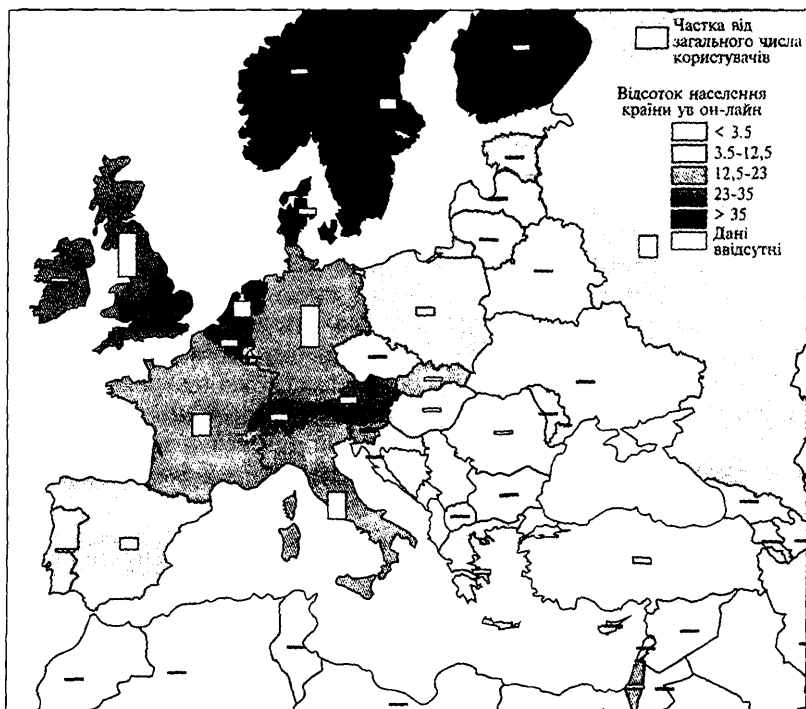 Частка від
загального числа
користувачів
Відсоток населення
країни ув он-лайн
< 3.5
3.5-12,5
12,5-23
23-35
> 35
Дані
ввідсутні